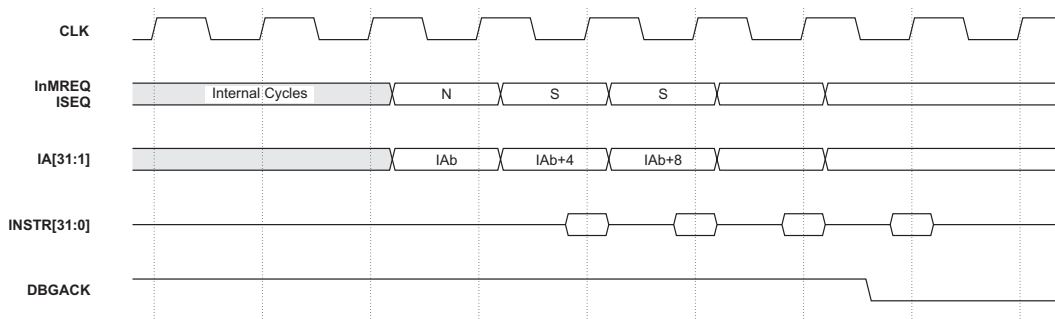 CLK
InMREQ
ISEQ
Internal Cycles N S S
IA[31:1] IAb IAb+4 IAb+8
INSTR[31:0]
DBGACK